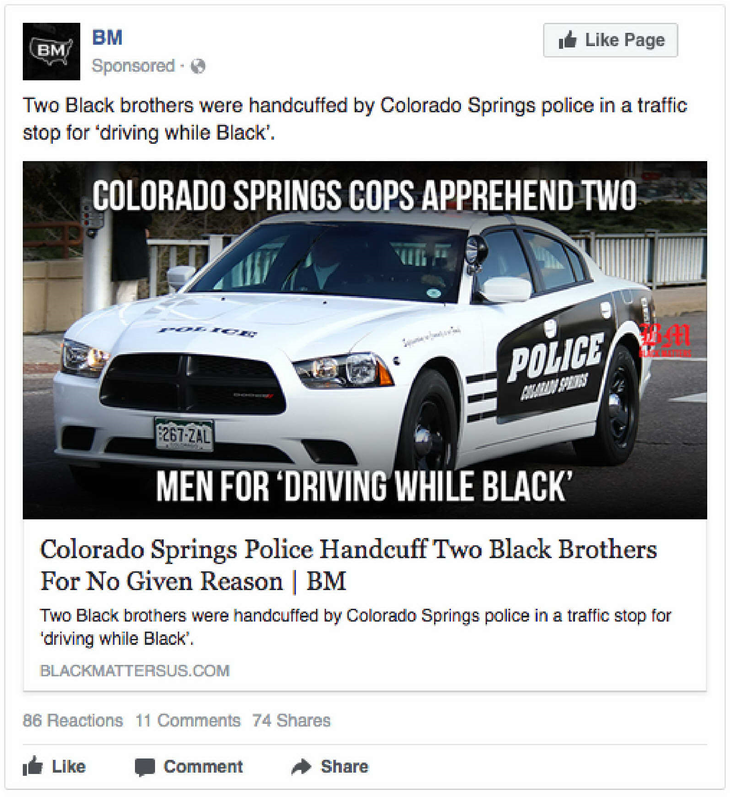 BM
BM
Like Page
Sponsored ·
Two Black brothers were handcuffed by Colorado Springs police in a traffic
stop for ‘driving while Black’.
COLORADO SPRINGS COPS APPREHEND TWO
POLICE
POLICE
COLORADO SPRINGS
DODGE
267-ZAL
COLORADO
BM
BLACK MATTERS
MEN FOR ‘DRIVING WHILE BLACK’
Colorado Springs Police Handcuff Two Black Brothers
For No Given Reason | BM
Two Black brothers were handcuffed by Colorado Springs police in a traffic stop for
‘driving while Black’.
BLACKMATTERSUS.COM
86 Reactions 11 Comments 74 Shares
Like Comment Share